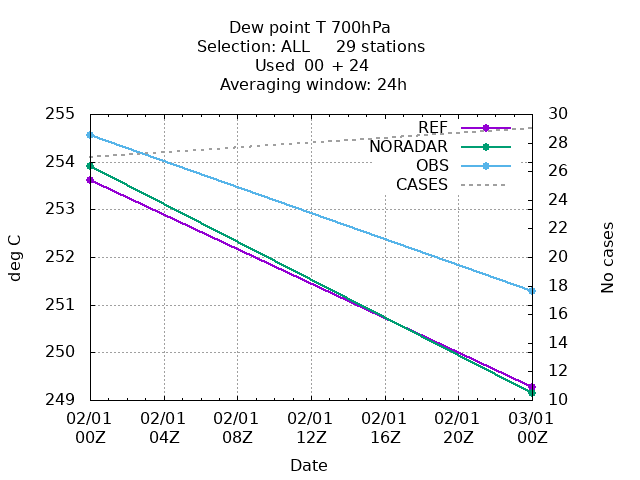 Dew point T 700hPa
Selection: ALL     29 stations
Used  00 + 24
Averaging window: 24h
255
254
253
252
251
250
249
deg C
30
28
26
24
22
20
18
16
14
12
10
No cases
REF
NORADAR
OBS
CASES
02/01 02/01 02/01 02/01 02/01 02/01 03/01
00Z 04Z 08Z 12Z 16Z 20Z 00Z
Date